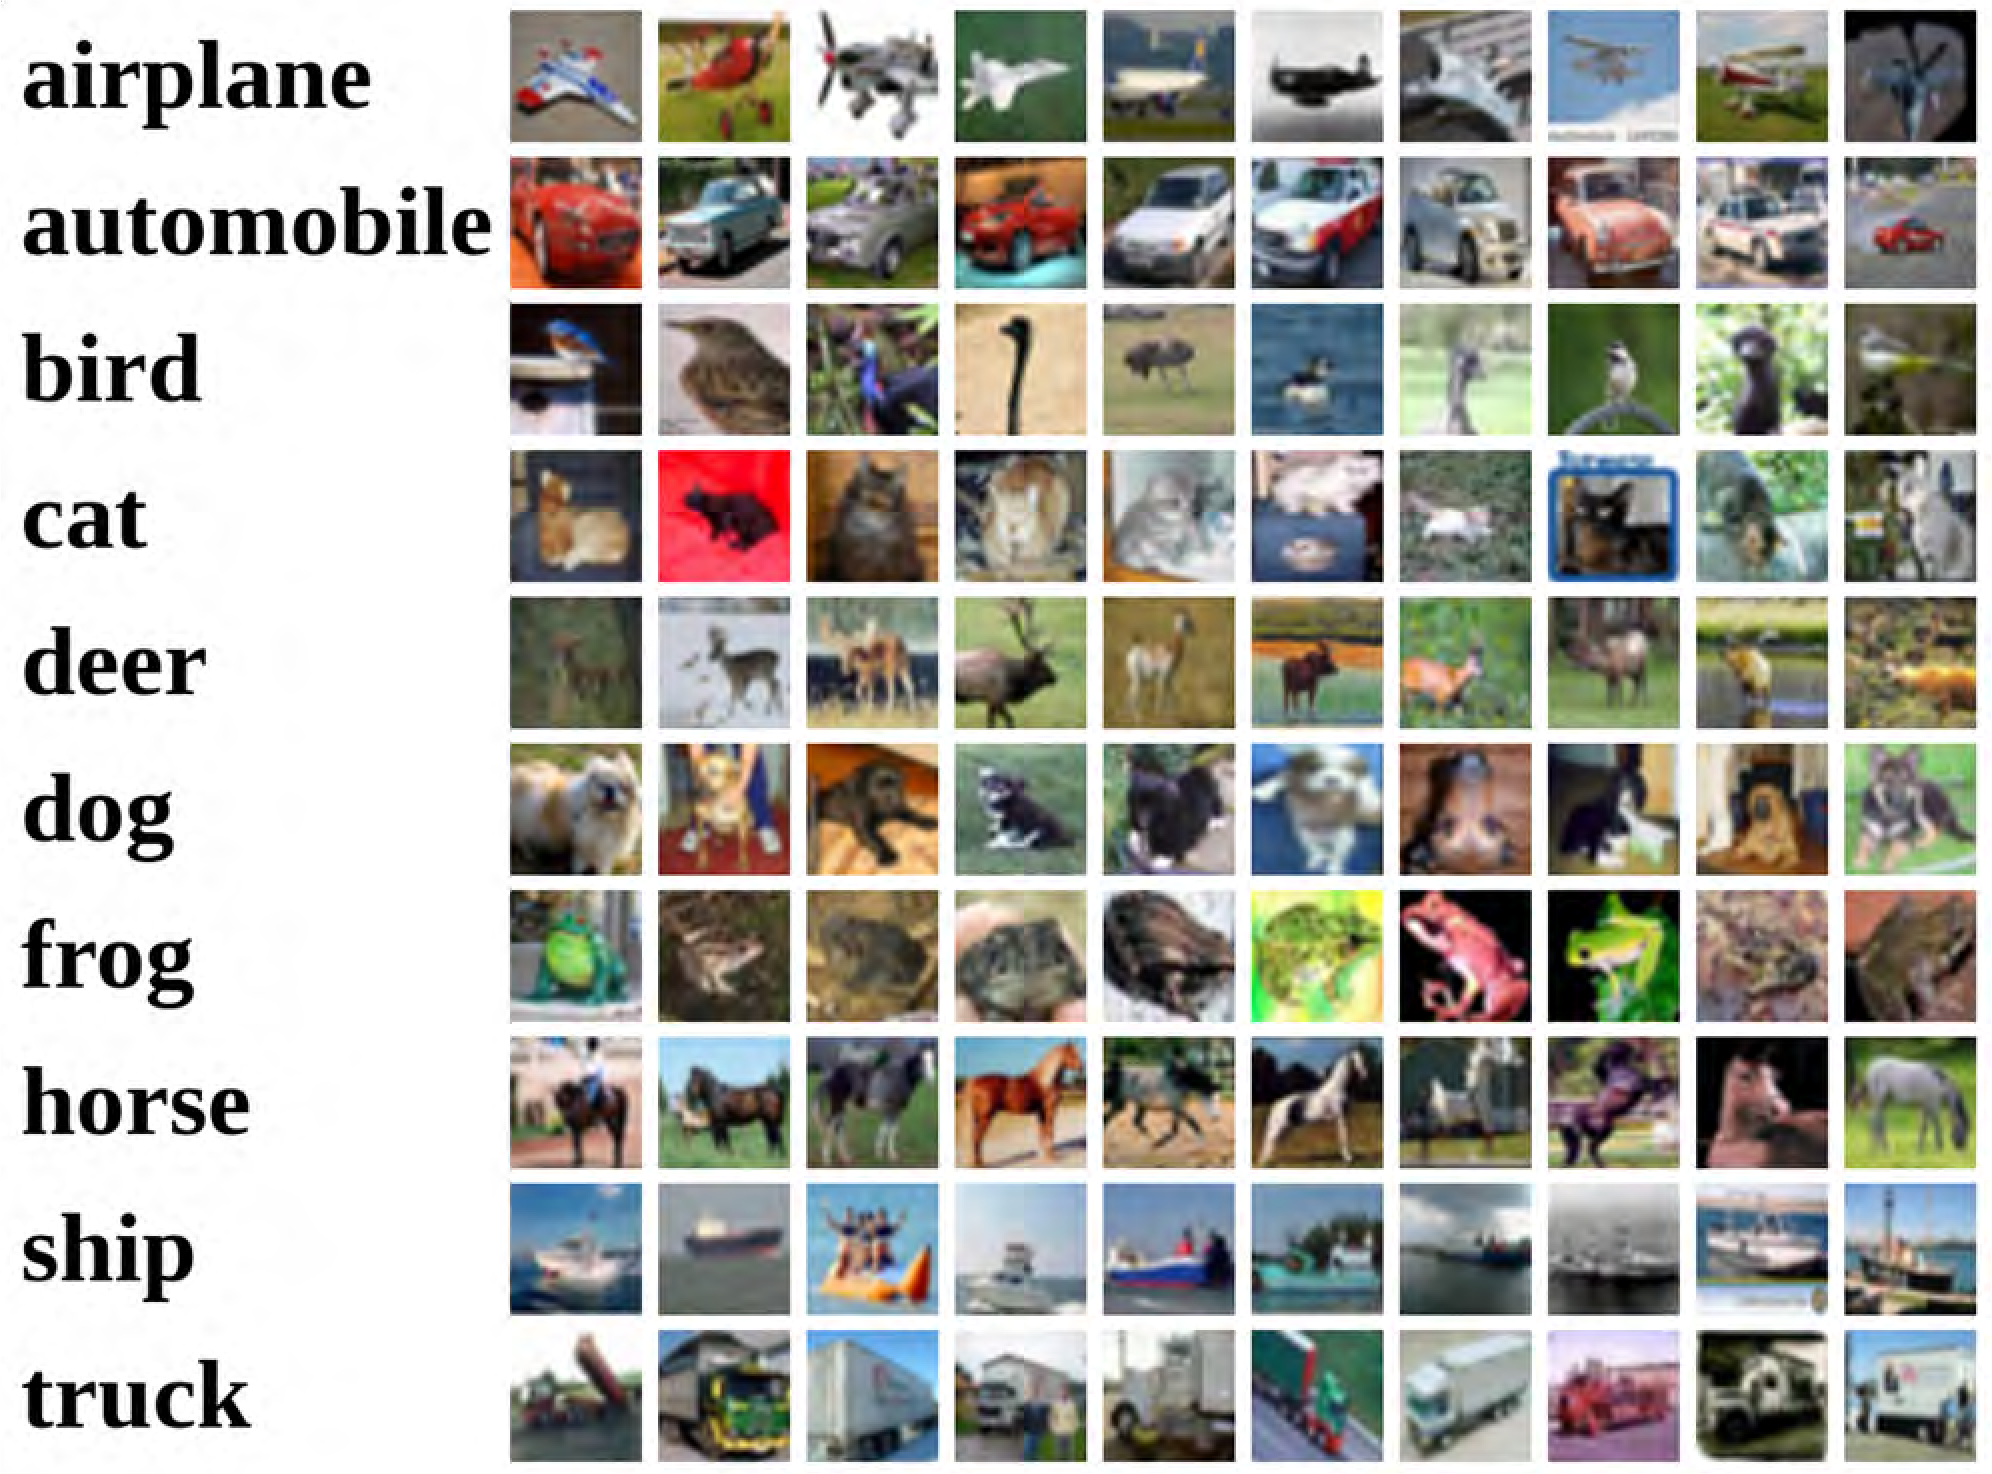 airplane
automobile
bird
cat
deer
dog
frog
horse
ship
truck